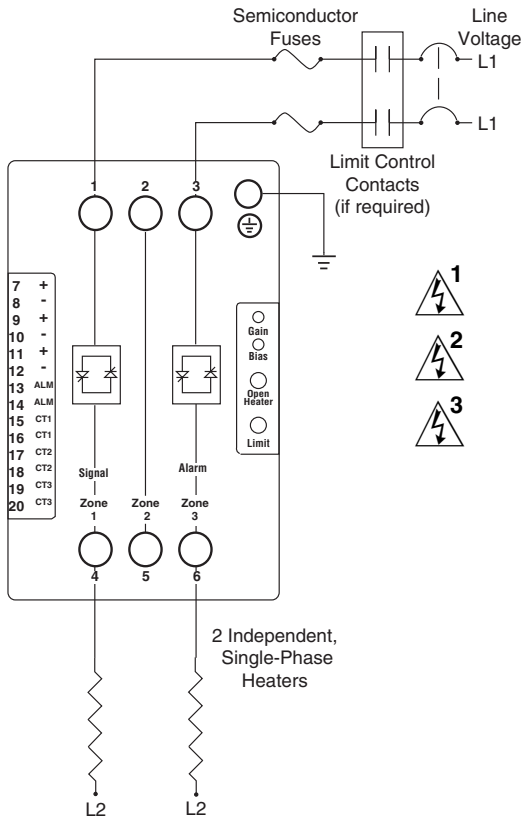 Semiconductor
Fuses
Line
Voltage
L1
L1
Limit Control
Contacts
(if required)
1 2 3
7 +
8 -
9 +
10 -
11 +
12 -
13 ALM
14 ALM
15 CT1
16 CT1
17 CT2
18 CT2
19 CT3
20 CT3
Gain
Bias
Open
Heater
Limit
Signal
Alarm
Zone
1
Zone
2
Zone
3
4 5 6
1
2
3
2 Independent,
Single-Phase
Heaters
L2
L2